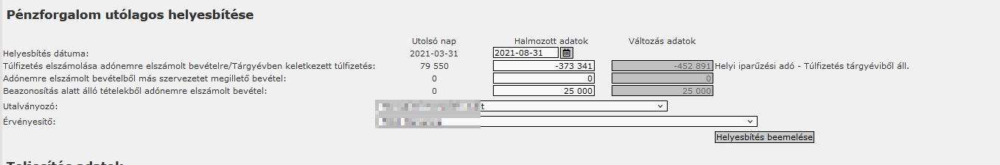 Pénzforgalom utólagos helyesbítése
Utolsó nap Halmozott adatok Változás adatok
Helyesbítés dátuma: 2021-03-31 2021-08-31
Túlfizetés elszámolása adónemre elszámolt bevételre/Tárgyévben keletkezett túlfizetés: 79 550 -373 341 -452 891 Helyi iparűzési adó - Túlfizetés tárgyéviből áll.
Adónemre elszámolt bevételből más szervezetet megillető bevétel: 0 0 0
Beazonosítás alatt álló tételekből adónemre elszámolt bevétel: 0 25 000 25 000
Utalványozó: t
Érvényesítő:
Helyesbítés beemelése
Teljesítés adatok